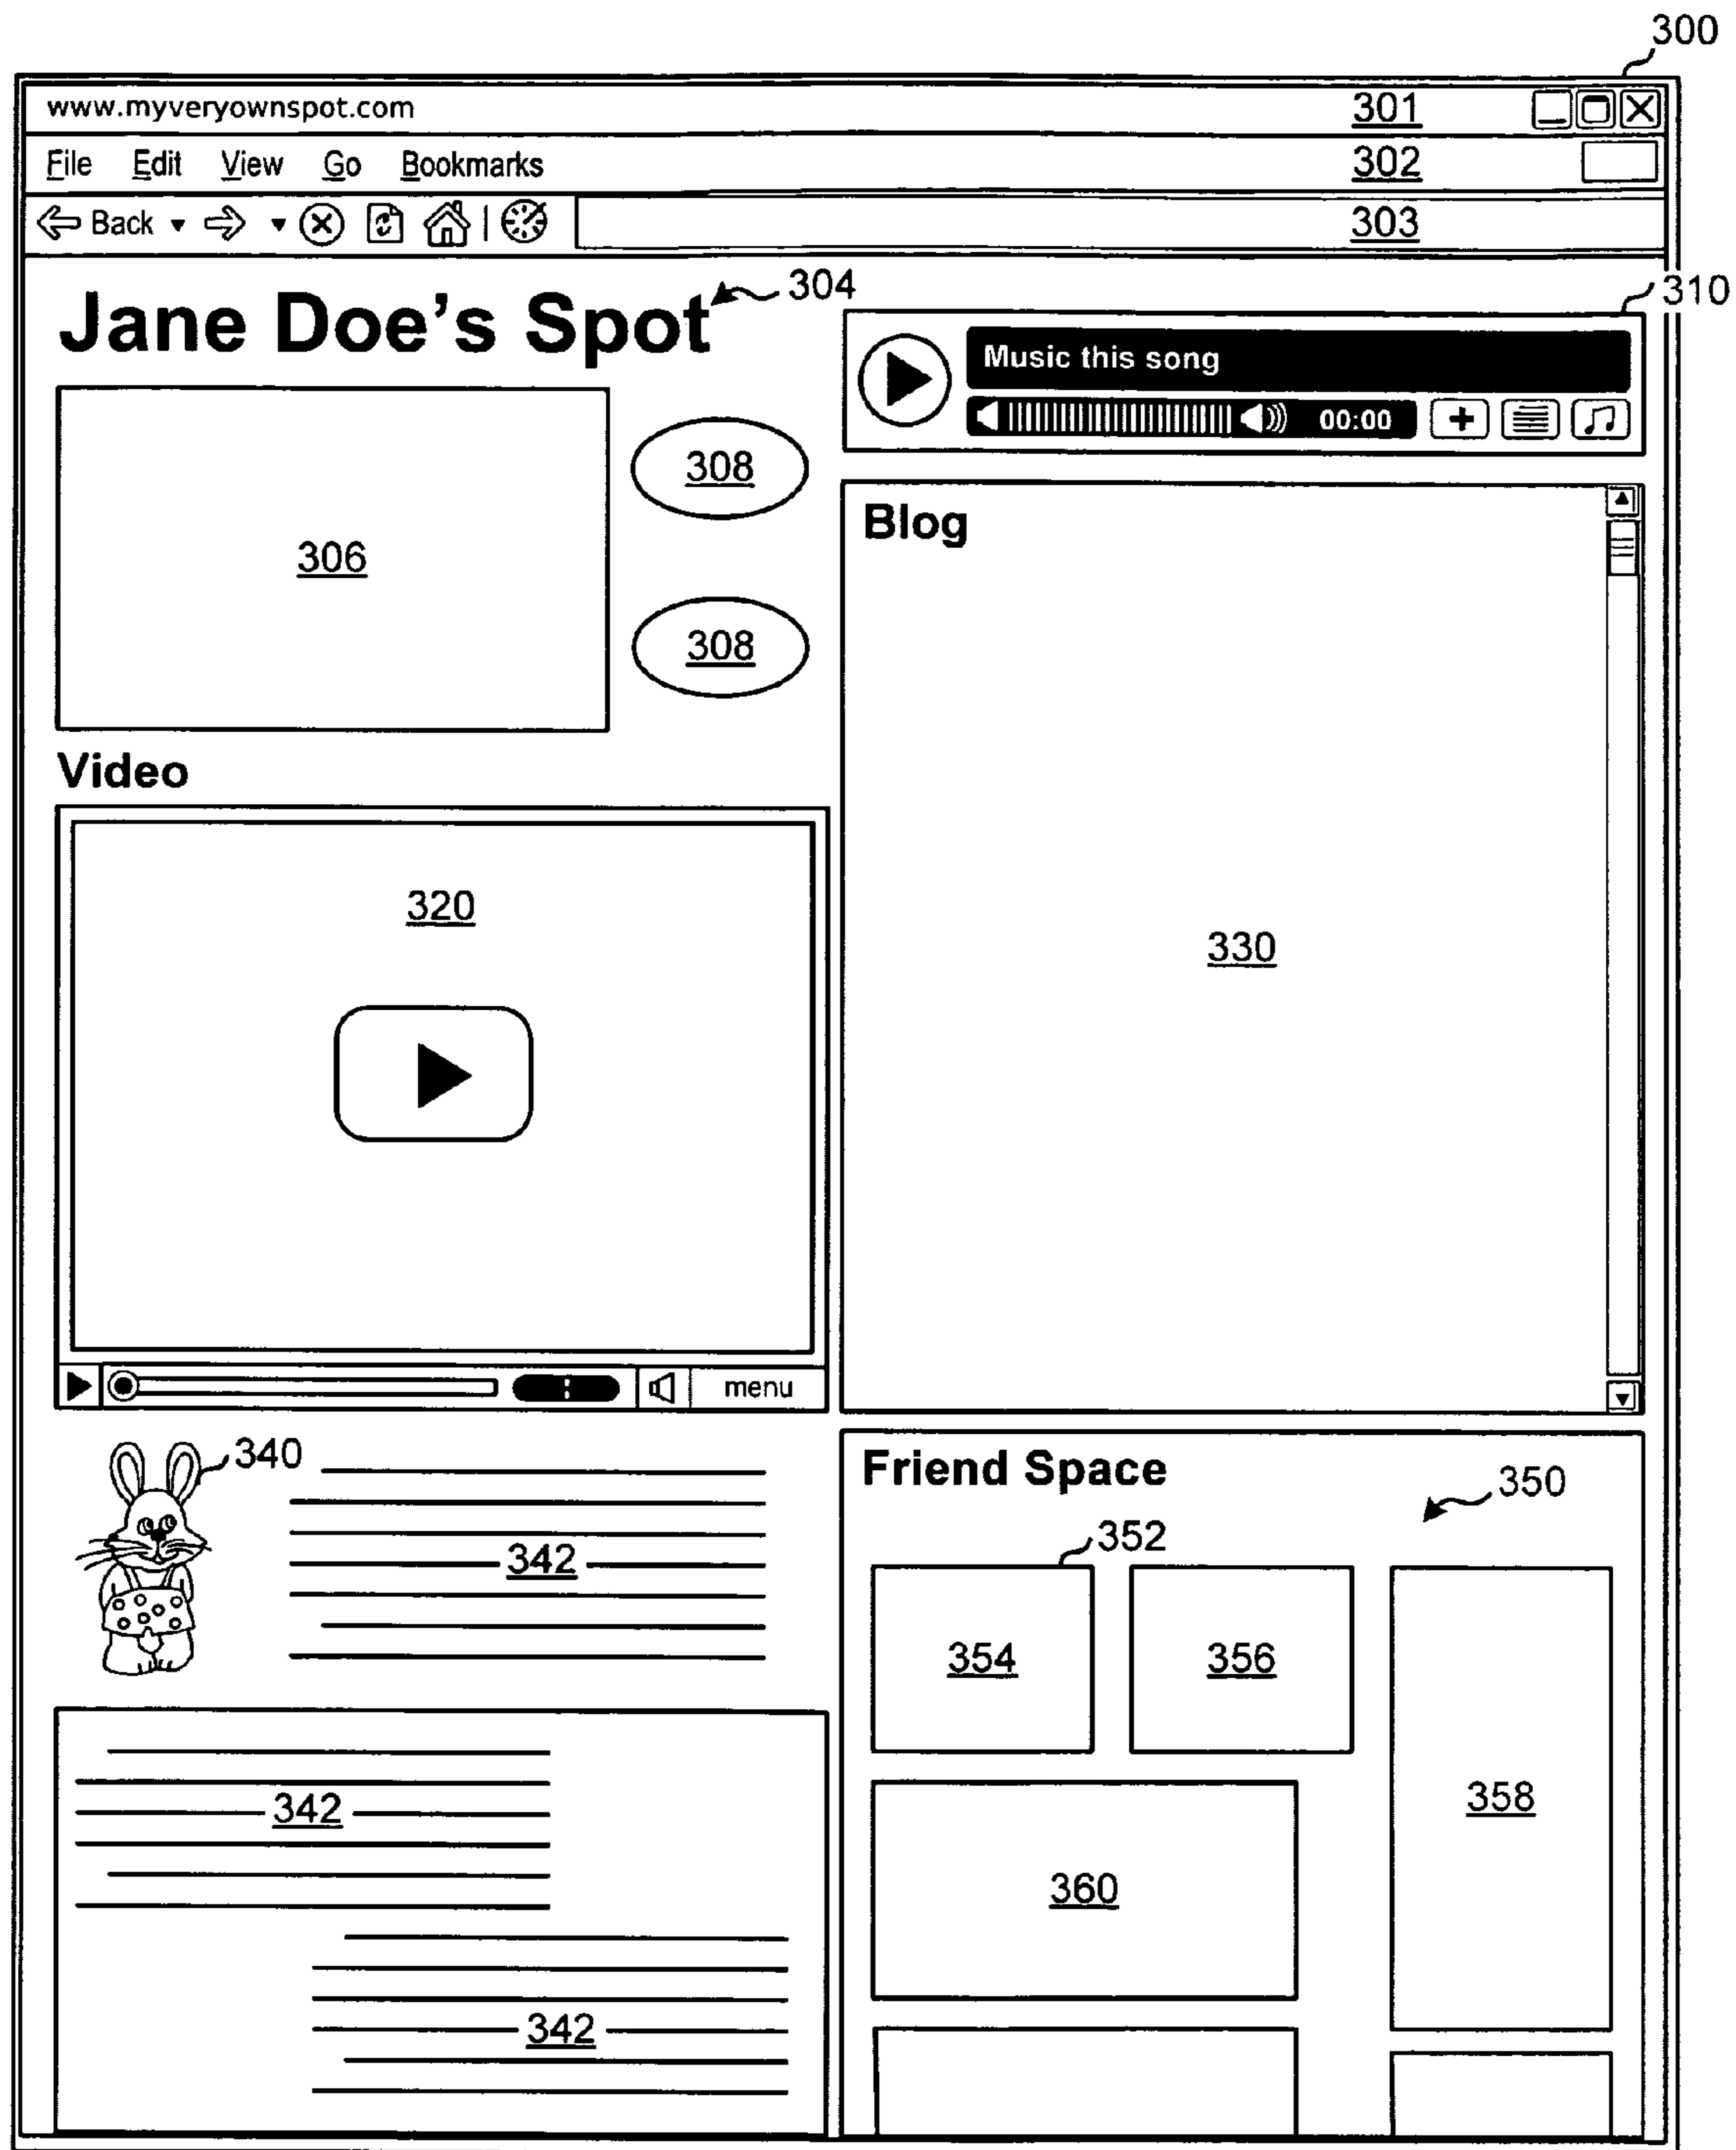 300
www.myveryownspot.com 301
File Edit View Go Bookmarks 302
Back 303
Jane Doe's Spot 304
310
Music this song
00:00
306
308
308
Blog
330
Video
320
menu
340
342
342
342
Friend Space
350
352
354
356
358
360